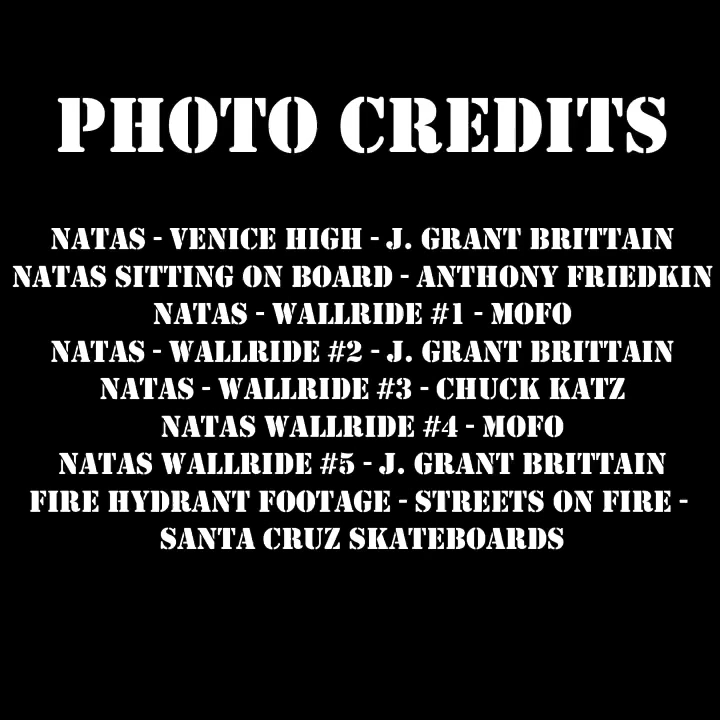 PHOTO CREDITS
NATAS - VENICE HIGH - J. GRANT BRITTAIN
NATAS SITTING ON BOARD - ANTHONY FRIEDKIN
NATAS - WALLRIDE #1 - MOFO
NATAS - WALLRIDE #2 - J. GRANT BRITTAIN
NATAS - WALLRIDE #3 - CHUCK KATZ
NATAS WALLRIDE #4 - MOFO
NATAS WALLRIDE #5 - J. GRANT BRITTAIN
FIRE HYDRANT FOOTAGE - STREETS ON FIRE -
SANTA CRUZ SKATEBOARDS